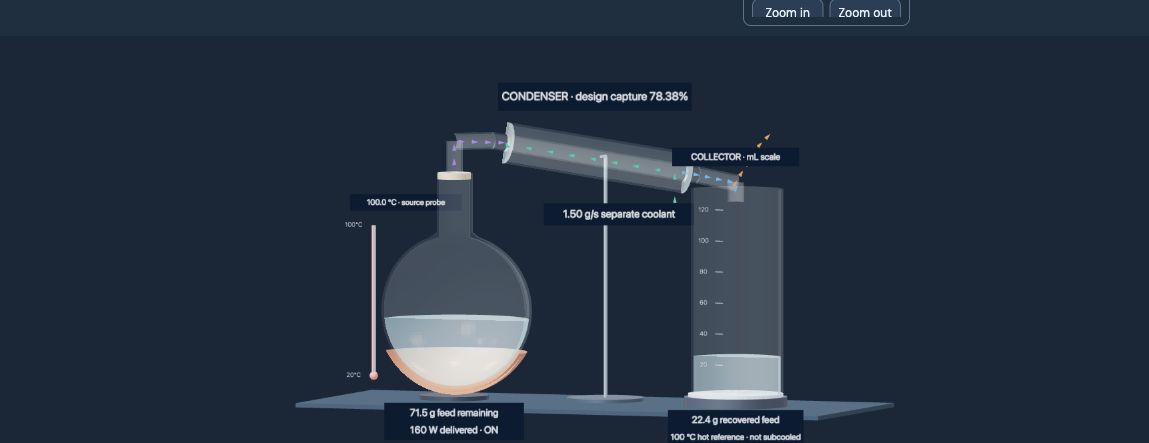 Zoom in Zoom out
CONDENSER · design capture 78.38%
COLLECTOR · mL scale
100.0 °C · source probe
1.50 g/s separate coolant
100°C
20°C
120
100
80
60
40
20
71.5 g feed remaining
160 W delivered · ON
22.4 g recovered feed
100 °C hot reference · not subcooled